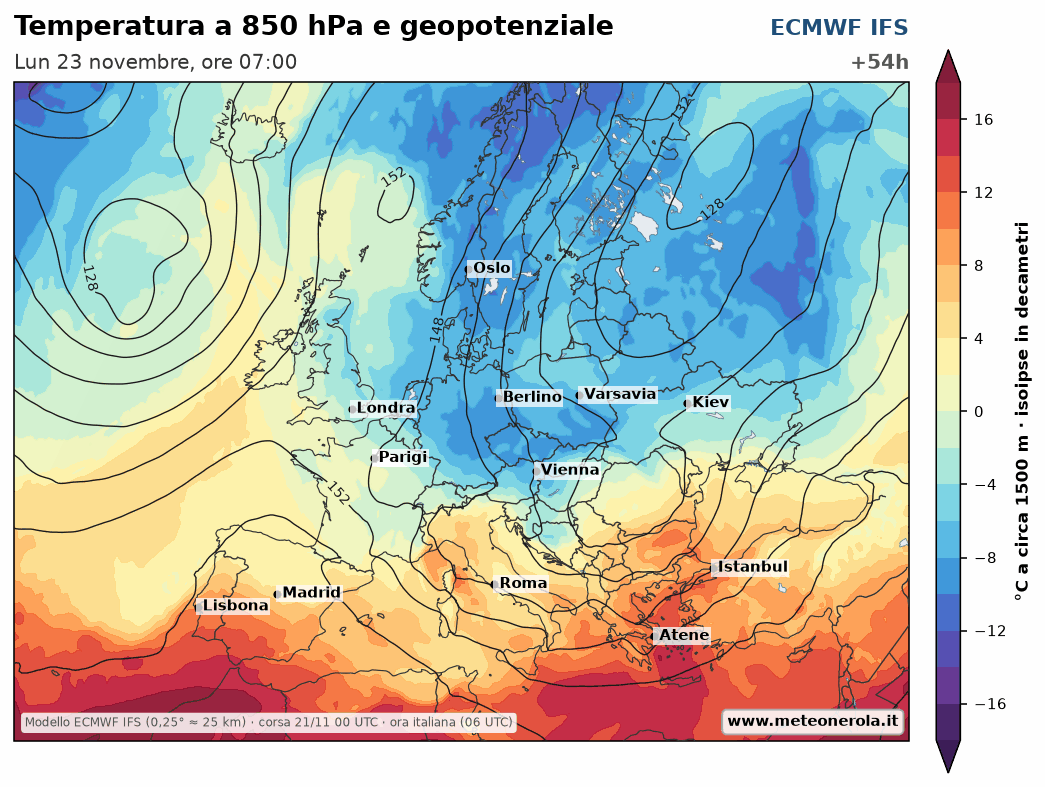 Temperatura a 850 hPa e geopotenziale
ECMWF IFS
Lun 23 novembre, ore 07:00
+54h
152
132
128
128
148
152
Oslo
Londra
Berlino
Varsavia
Kiev
Parigi
Vienna
Roma
Istanbul
Madrid
Lisbona
Atene
16
12
8
4
0
−4
−8
−12
−16
°C a circa 1500 m · Isoipse in decametri
Modello ECMWF IFS (0,25° ≈ 25 km) · corsa 21/11 00 UTC · ora italiana (06 UTC)
www.meteonerola.it